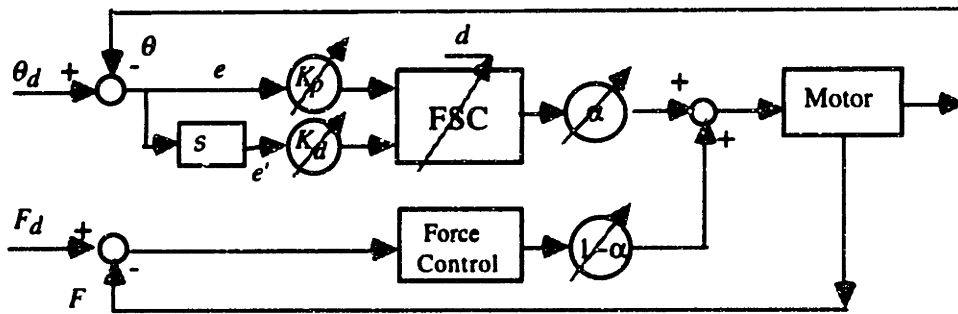 θ
d
θd
+
-
e
Kp
FSC
α
+
Motor
s
e'
Kd
+
Fd
+
-
Force
Control
1-α
F